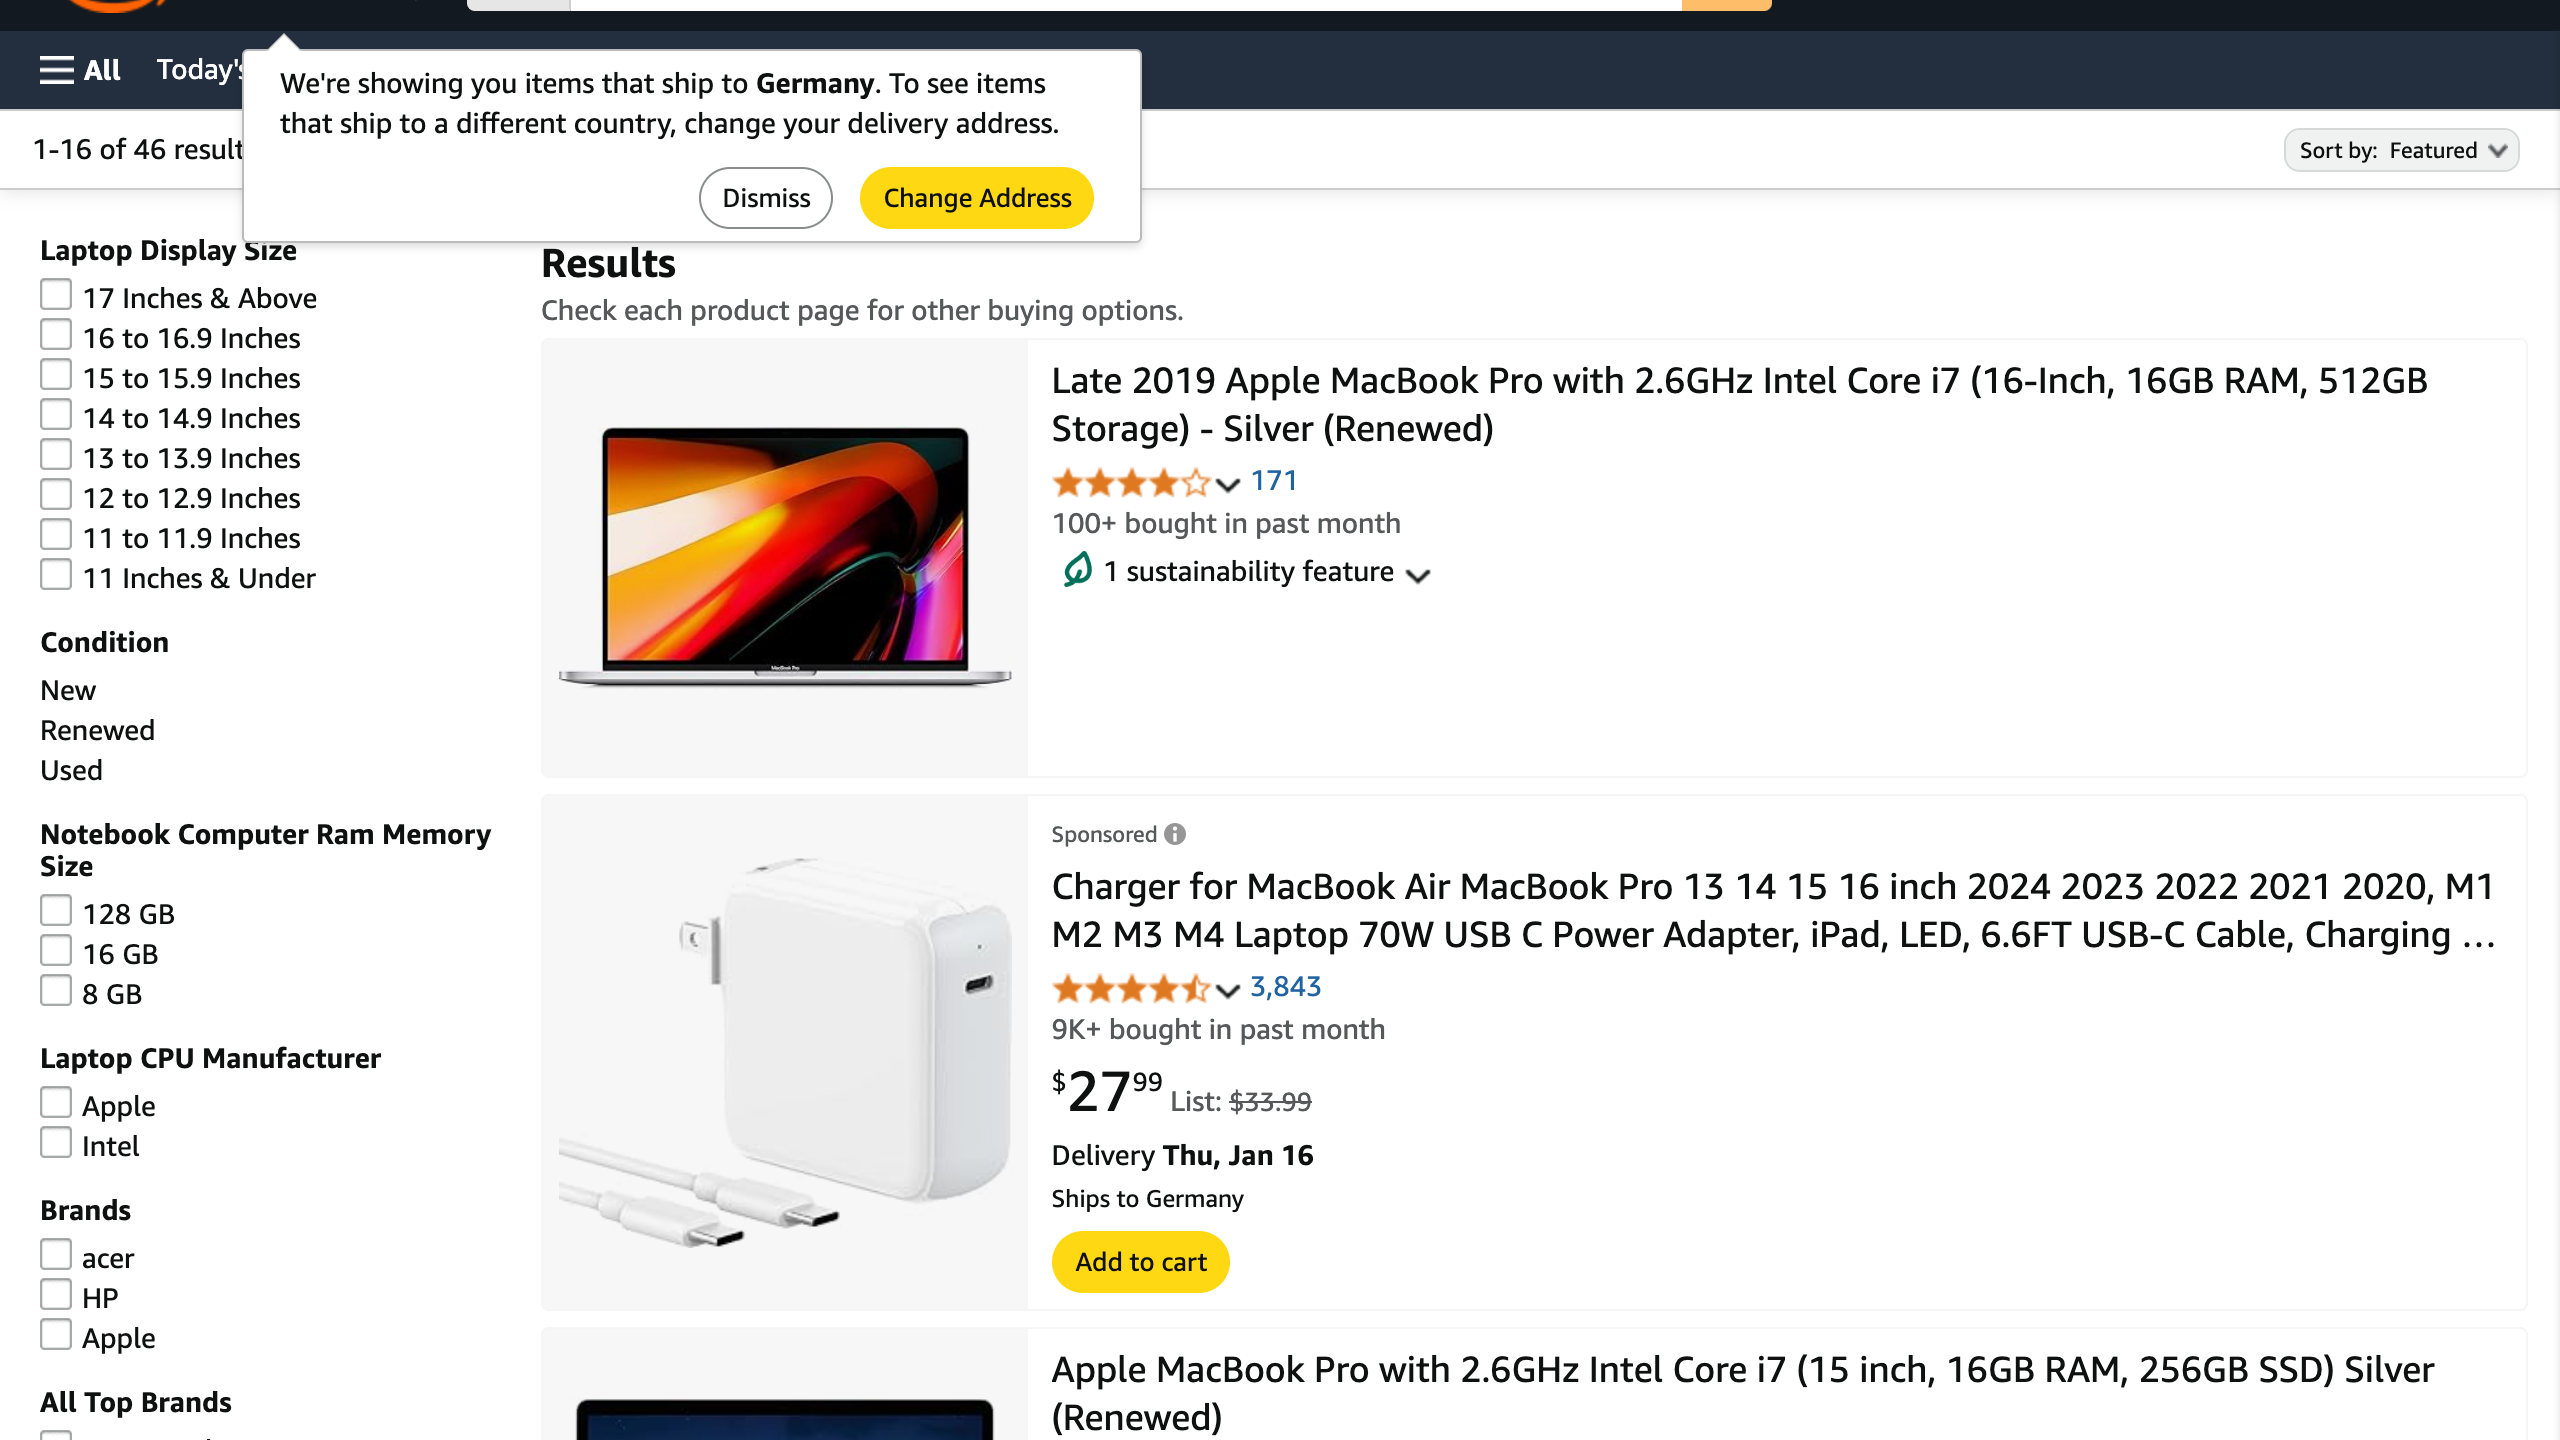 All
Today's
We're showing you items that ship to Germany. To see items
that ship to a different country, change your delivery address.
Dismiss
Change Address
1-16 of 46 result
Sort by: Featured
Laptop Display Size
17 Inches & Above
16 to 16.9 Inches
15 to 15.9 Inches
14 to 14.9 Inches
13 to 13.9 Inches
12 to 12.9 Inches
11 to 11.9 Inches
11 Inches & Under
Condition
New
Renewed
Used
Notebook Computer Ram Memory
Size
128 GB
16 GB
8 GB
Laptop CPU Manufacturer
Apple
Intel
Brands
acer
HP
Apple
All Top Brands
Results
Check each product page for other buying options.
MacBook Pro
Late 2019 Apple MacBook Pro with 2.6GHz Intel Core i7 (16-Inch, 16GB RAM, 512GB
Storage) - Silver (Renewed)
171
100+ bought in past month
1 sustainability feature
Sponsored
Charger for MacBook Air MacBook Pro 13 14 15 16 inch 2024 2023 2022 2021 2020, M1
M2 M3 M4 Laptop 70W USB C Power Adapter, iPad, LED, 6.6FT USB-C Cable, Charging …
3,843
9K+ bought in past month
$27.99 List: $33.99
Delivery Thu, Jan 16
Ships to Germany
Add to cart
Apple MacBook Pro with 2.6GHz Intel Core i7 (15 inch, 16GB RAM, 256GB SSD) Silver
(Renewed)